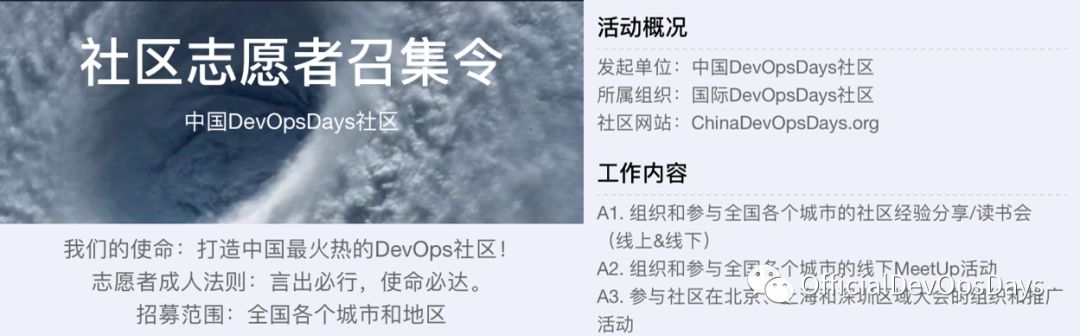 社区志愿者召集令
中国DevOpsDays社区
我们的使命：打造中国最火热的DevOps社区！
志愿者成人法则：言出必行，使命必达。
招募范围：全国各个城市和地区
活动概况
发起单位：中国DevOpsDays社区
所属组织：国际DevOpsDays社区
社区网站：ChinaDevOpsDays.org
工作内容
A1. 组织和参与全国各个城市的社区经验分享/读书会
（线上&线下）
A2. 组织和参与全国各个城市的线下MeetUp活动
A3. 参与社区在北京、上海和深圳区域大会的组织和推广
活动
OfficialDevOpsDays